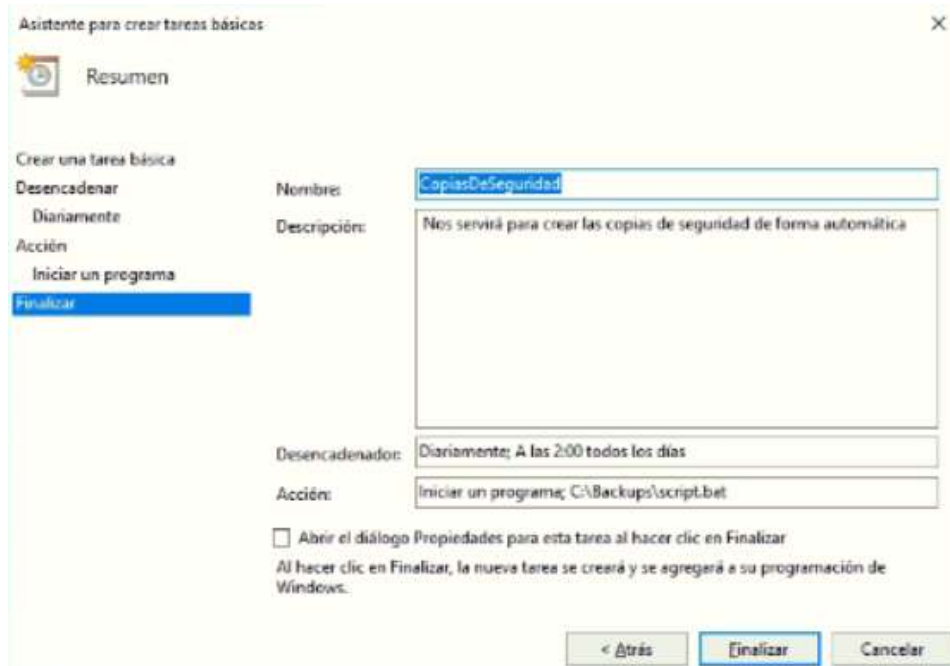 Asistente para crear tareas básicas
Resumen
Crear una tarea básica
Desencadenar
Diariamente
Acción
Iniciar un programa
Finalizar
Nombre: CopiasDeSeguridad
Descripción: Nos servirá para crear las copias de seguridad de forma automática
Desencadenador: Diariamente; A las 2:00 todos los días
Acción: Iniciar un programa; C:\Backups\script.bat
Abrir el diálogo Propiedades para esta tarea al hacer clic en Finalizar
Al hacer clic en Finalizar, la nueva tarea se creará y se agregará a su programación de
Windows.
< Atrás Finalizar Cancelar